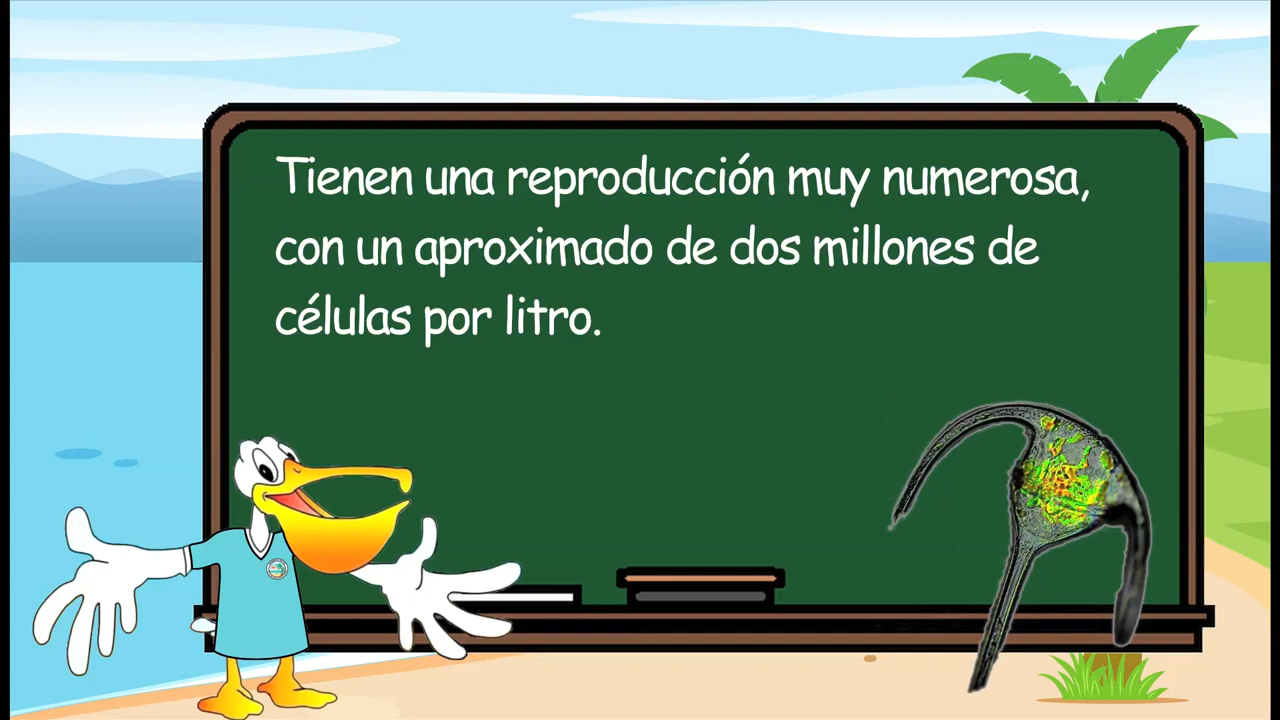 Tienen una reproducción muy numerosa,
con un aproximado de dos millones de
células por litro.